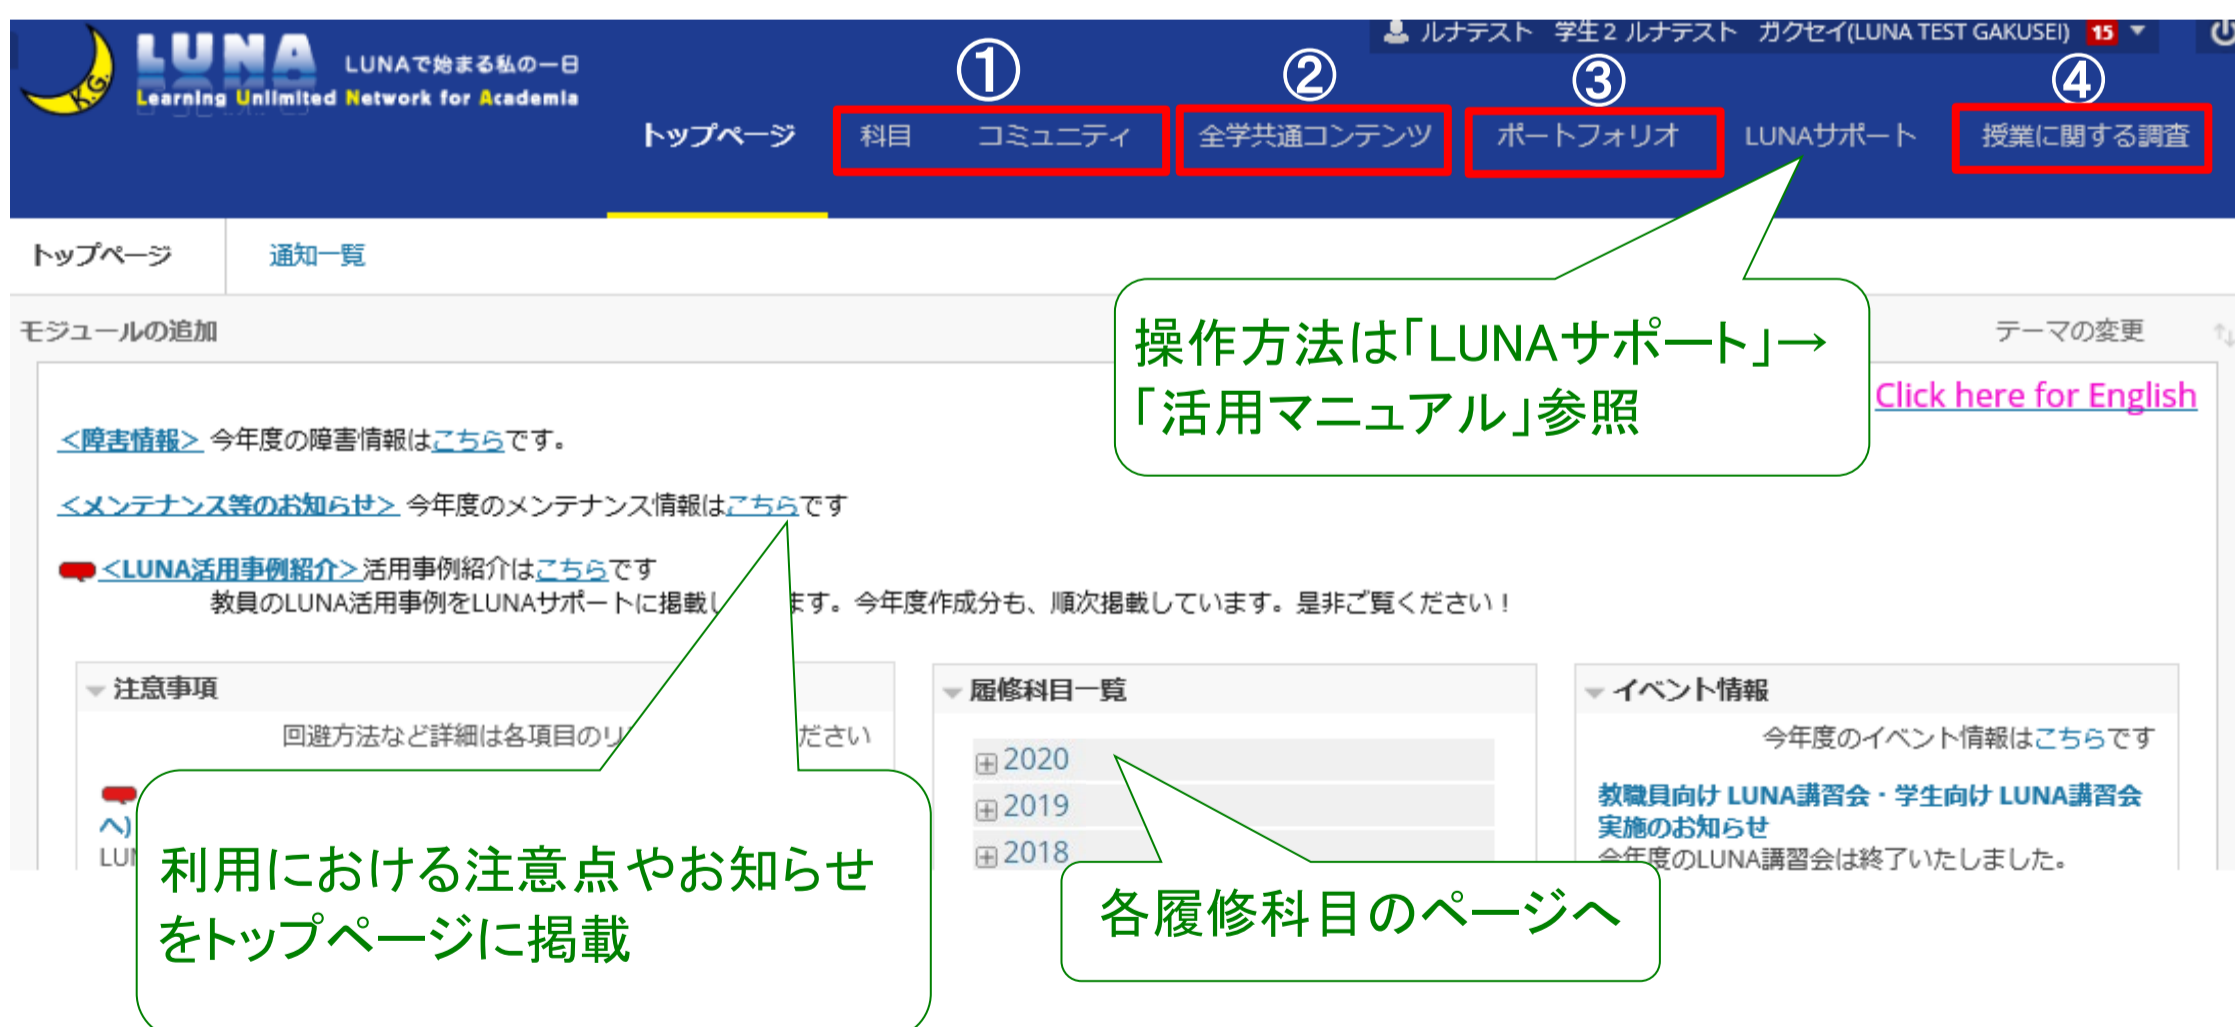 ルナテスト 学生2 ルナテスト ガクセイ(LUNA TEST GAKUSEI) 15
K.G.
LUNA
LUNAで始まる私の一日
Learning Unlimited Network for Academia
① ② ③ ④
トップページ 科目 コミュニティ 全学共通コンテンツ ポートフォリオ LUNAサポート 授業に関する調査
トップページ 通知一覧
モジュールの追加
テーマの変更
操作方法は「LUNAサポート」→
「活用マニュアル」参照
Click here for English
<障害情報> 今年度の障害情報はこちらです。
<メンテナンス等のお知らせ> 今年度のメンテナンス情報はこちらです
<LUNA活用事例紹介>活用事例紹介はこちらです
教員のLUNA活用事例をLUNAサポートに掲載し ます。今年度作成分も、順次掲載しています。是非ご覧ください！
注意事項
回避方法など詳細は各項目のリ ださい
へ)
LU
利用における注意点やお知らせ
をトップページに掲載
履修科目一覧
2020
2019
2018
各履修科目のページへ
イベント情報
今年度のイベント情報はこちらです
教職員向け LUNA講習会・学生向け LUNA講習会
実施のお知らせ
今年度のLUNA講習会は終了いたしました。